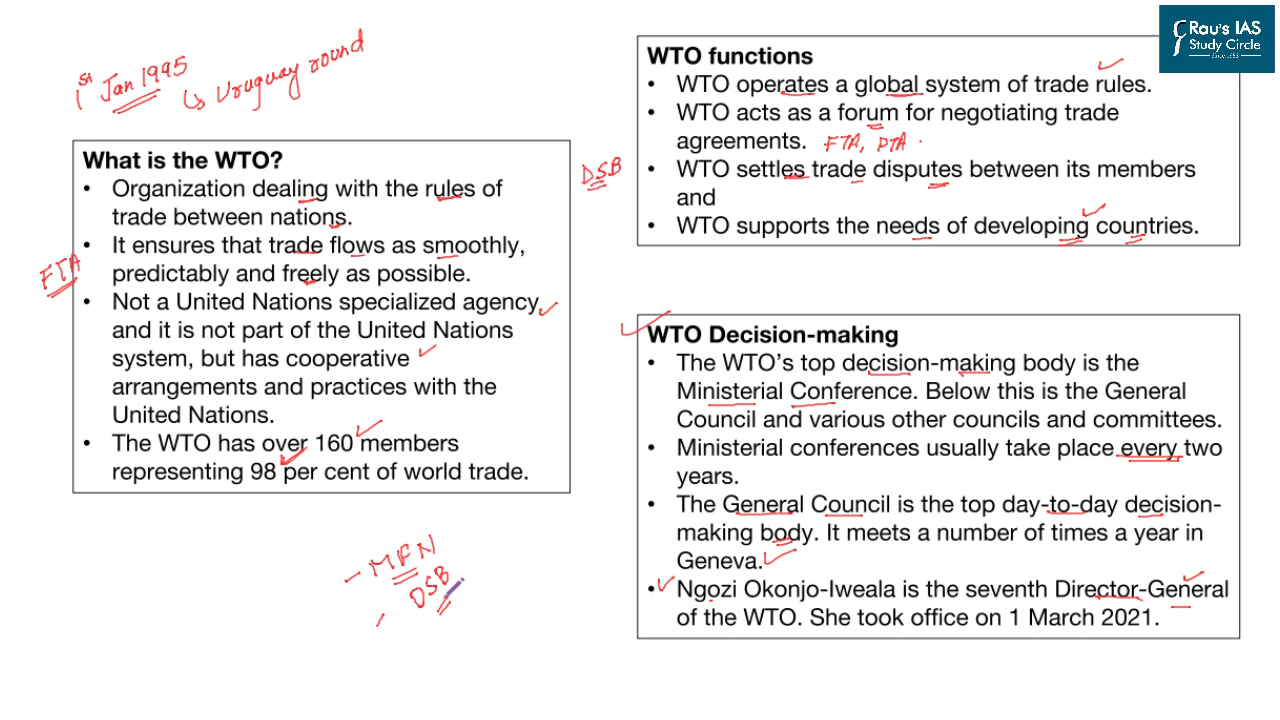 Rau's IAS
Study Circle
Since 1953
1st Jan 1995
↳ Uruguay round
What is the WTO?
• Organization dealing with the rules of
trade between nations.
• It ensures that trade flows as smoothly,
predictably and freely as possible.
FTA
• Not a United Nations specialized agency,
and it is not part of the United Nations
system, but has cooperative
arrangements and practices with the
United Nations.
• The WTO has over 160 members
representing 98 per cent of world trade.
– MFN
– DSB
WTO functions
• WTO operates a global system of trade rules.
• WTO acts as a forum for negotiating trade
agreements. FTA, PTA
DSB
• WTO settles trade disputes between its members
and
• WTO supports the needs of developing countries.
WTO Decision-making
• The WTO's top decision-making body is the
Ministerial Conference. Below this is the General
Council and various other councils and committees.
• Ministerial conferences usually take place every two
years.
• The General Council is the top day-to-day decision-
making body. It meets a number of times a year in
Geneva.
• Ngozi Okonjo-Iweala is the seventh Director-General
of the WTO. She took office on 1 March 2021.